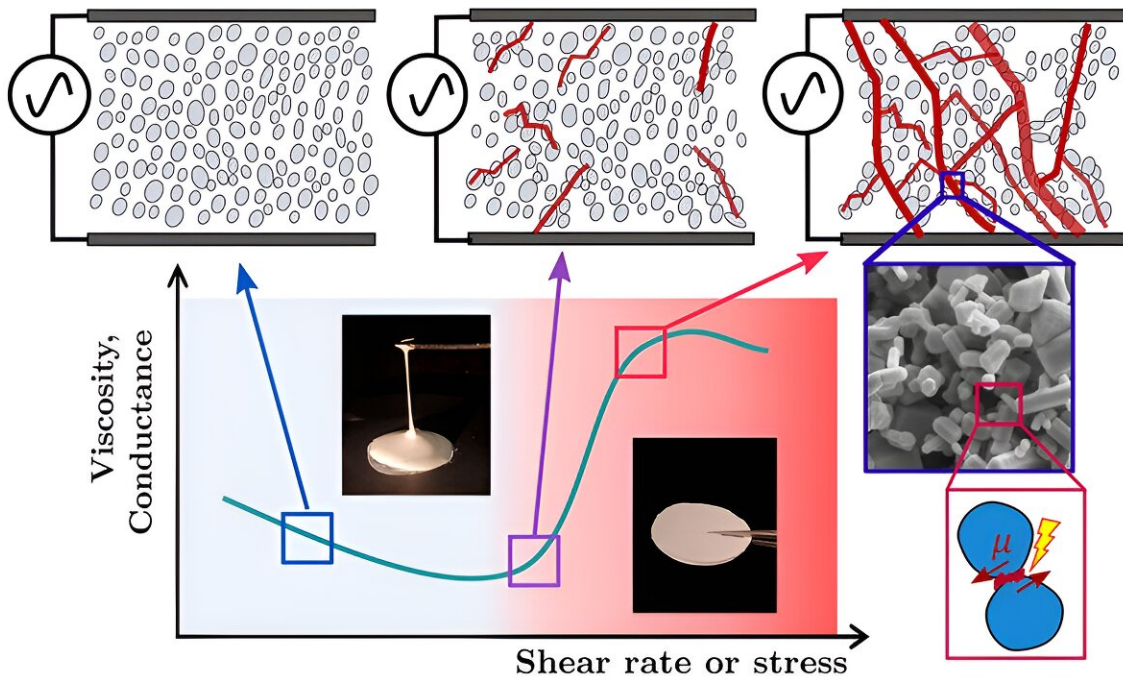 Viscosity,
Conductance
μ
Shear rate or stress